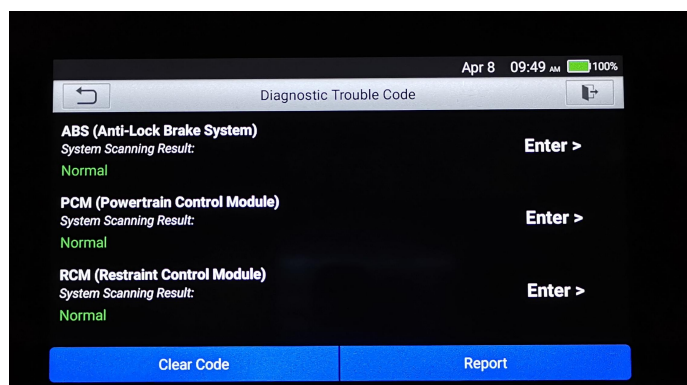 Apr 8 09:49 AM 100%
Diagnostic Trouble Code
ABS (Anti-Lock Brake System)
System Scanning Result:
Enter >
Normal
PCM (Powertrain Control Module)
System Scanning Result:
Enter >
Normal
RCM (Restraint Control Module)
System Scanning Result:
Enter >
Normal
Clear Code Report